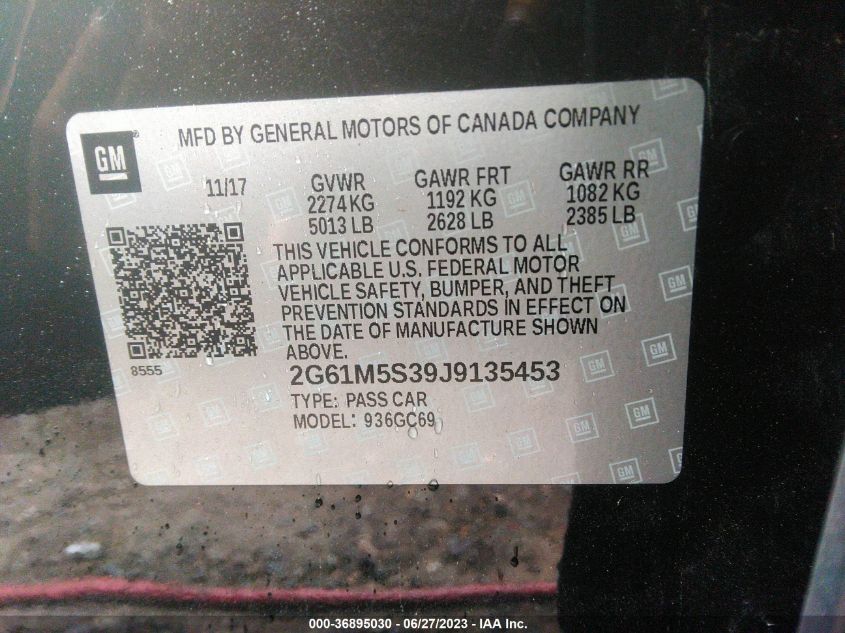 MFD BY GENERAL MOTORS OF CANADA COMPANY
GM
11/17 GVWR GAWR FRT GAWR RR
2274 KG 1192 KG 1082 KG
5013 LB 2628 LB 2385 LB
THIS VEHICLE CONFORMS TO ALL
APPLICABLE U.S. FEDERAL MOTOR
VEHICLE SAFETY, BUMPER, AND THEFT
PREVENTION STANDARDS IN EFFECT ON
THE DATE OF MANUFACTURE SHOWN
ABOVE.
8555
2G61M5S39J9135453
TYPE: PASS CAR
MODEL: 936GC69
000-36895030 - 06/27/2023 - IAA Inc.